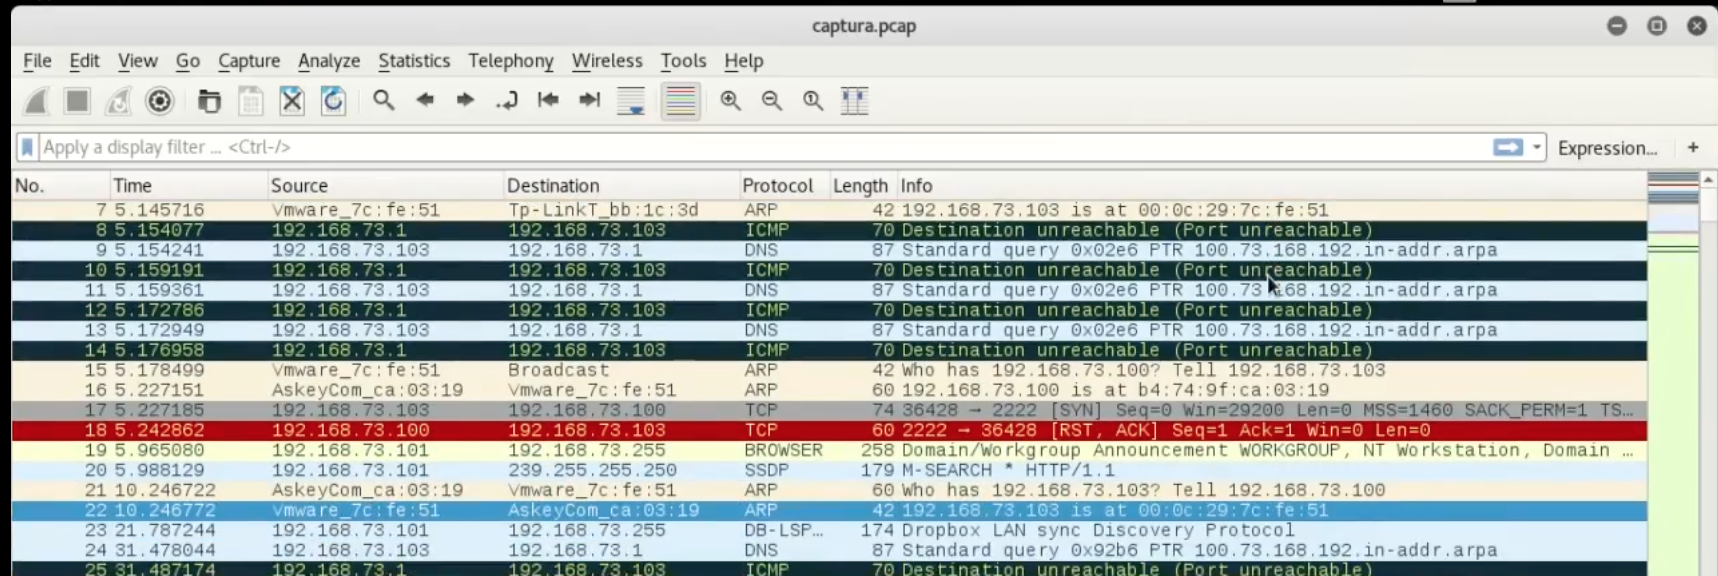 captura.pcap
File Edit View Go Capture Analyze Statistics Telephony Wireless Tools Help
Apply a display filter ... <Ctrl-/> Expression... +
No. Time Source Destination Protocol Length Info
7 5.145716 Vmware_7c:fe:51 Tp-LinkT_bb:1c:3d ARP 42 192.168.73.103 is at 00:0c:29:7c:fe:51
8 5.154077 192.168.73.1 192.168.73.103 ICMP 70 Destination unreachable (Port unreachable)
9 5.154241 192.168.73.103 192.168.73.1 DNS 87 Standard query 0x02e6 PTR 100.73.168.192.in-addr.arpa
10 5.159191 192.168.73.1 192.168.73.103 ICMP 70 Destination unreachable (Port unreachable)
11 5.159361 192.168.73.103 192.168.73.1 DNS 87 Standard query 0x02e6 PTR 100.73.168.192.in-addr.arpa
12 5.172786 192.168.73.1 192.168.73.103 ICMP 70 Destination unreachable (Port unreachable)
13 5.172949 192.168.73.103 192.168.73.1 DNS 87 Standard query 0x02e6 PTR 100.73.168.192.in-addr.arpa
14 5.176958 192.168.73.1 192.168.73.103 ICMP 70 Destination unreachable (Port unreachable)
15 5.178499 Vmware_7c:fe:51 Broadcast ARP 42 Who has 192.168.73.100? Tell 192.168.73.103
16 5.227151 AskeyCom_ca:03:19 Vmware_7c:fe:51 ARP 60 192.168.73.100 is at b4:74:9f:ca:03:19
17 5.227185 192.168.73.103 192.168.73.100 TCP 74 36428 → 2222 [SYN] Seq=0 Win=29200 Len=0 MSS=1460 SACK_PERM=1 TS...
18 5.242862 192.168.73.100 192.168.73.103 TCP 60 2222 → 36428 [RST, ACK] Seq=1 Ack=1 Win=0 Len=0
19 5.965080 192.168.73.101 192.168.73.255 BROWSER 258 Domain/Workgroup Announcement WORKGROUP, NT Workstation, Domain ...
20 5.988129 192.168.73.101 239.255.255.250 SSDP 179 M-SEARCH * HTTP/1.1
21 10.246722 AskeyCom_ca:03:19 Vmware_7c:fe:51 ARP 60 Who has 192.168.73.103? Tell 192.168.73.100
22 10.246772 Vmware_7c:fe:51 AskeyCom_ca:03:19 ARP 42 192.168.73.103 is at 00:0c:29:7c:fe:51
23 21.787244 192.168.73.101 192.168.73.255 DB-LSP... 174 Dropbox LAN sync Discovery Protocol
24 31.478044 192.168.73.103 192.168.73.1 DNS 87 Standard query 0x92b6 PTR 100.73.168.192.in-addr.arpa
25 31.487174 192.168.73.1 192.168.73.103 ICMP 70 Destination unreachable (Port unreachable)